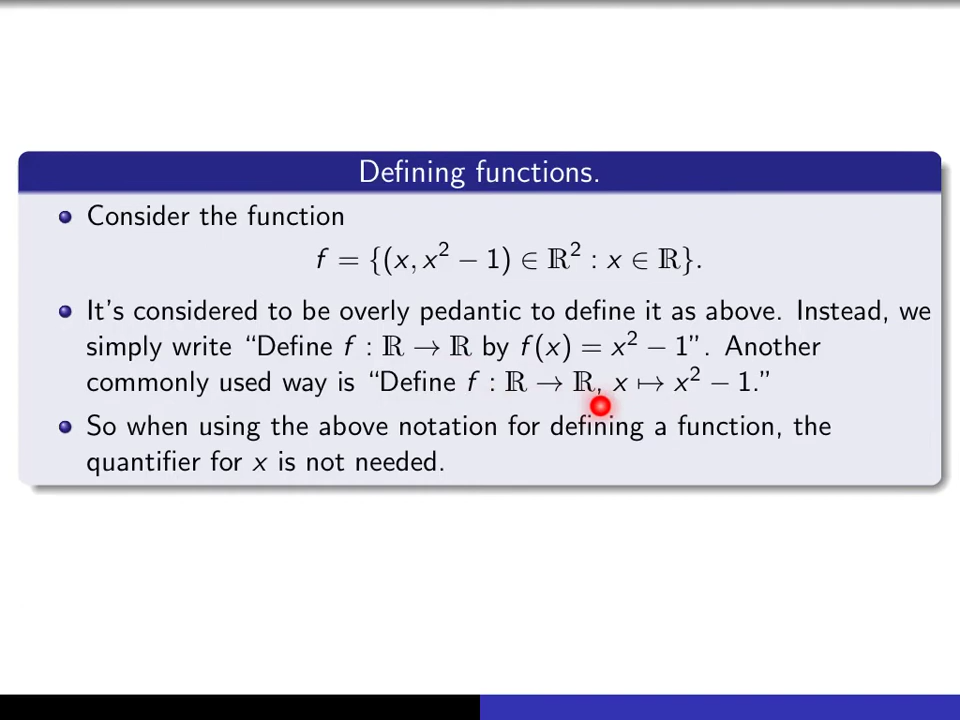 Defining functions.
Consider the function
f = {(x, x² − 1) ∈ ℝ² : x ∈ ℝ}.
It's considered to be overly pedantic to define it as above. Instead, we
simply write “Define f : ℝ → ℝ by f(x) = x² − 1”. Another
commonly used way is “Define f : ℝ → ℝ, x ↦ x² − 1.”
So when using the above notation for defining a function, the
quantifier for x is not needed.